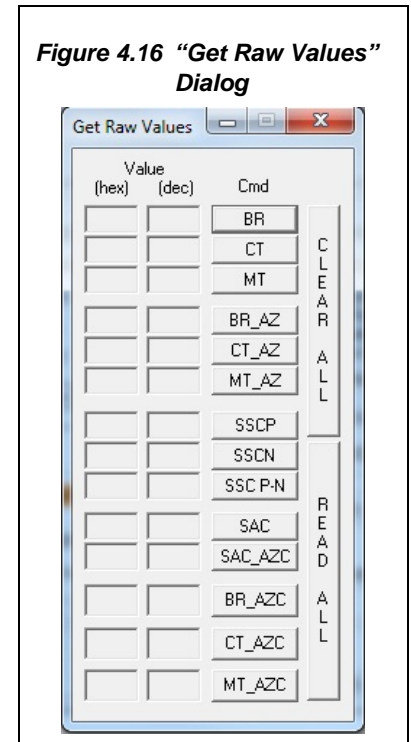 Figure 4.16 “Get Raw Values”
Dialog
Get Raw Values
Value
(hex) (dec) Cmd
BR
CT
MT
BR_AZ
CT_AZ
MT_AZ
CLEAR ALL
SSCP
SSCN
SSC P-N
SAC
SAC_AZC
BR_AZC
CT_AZC
MT_AZC
READ ALL